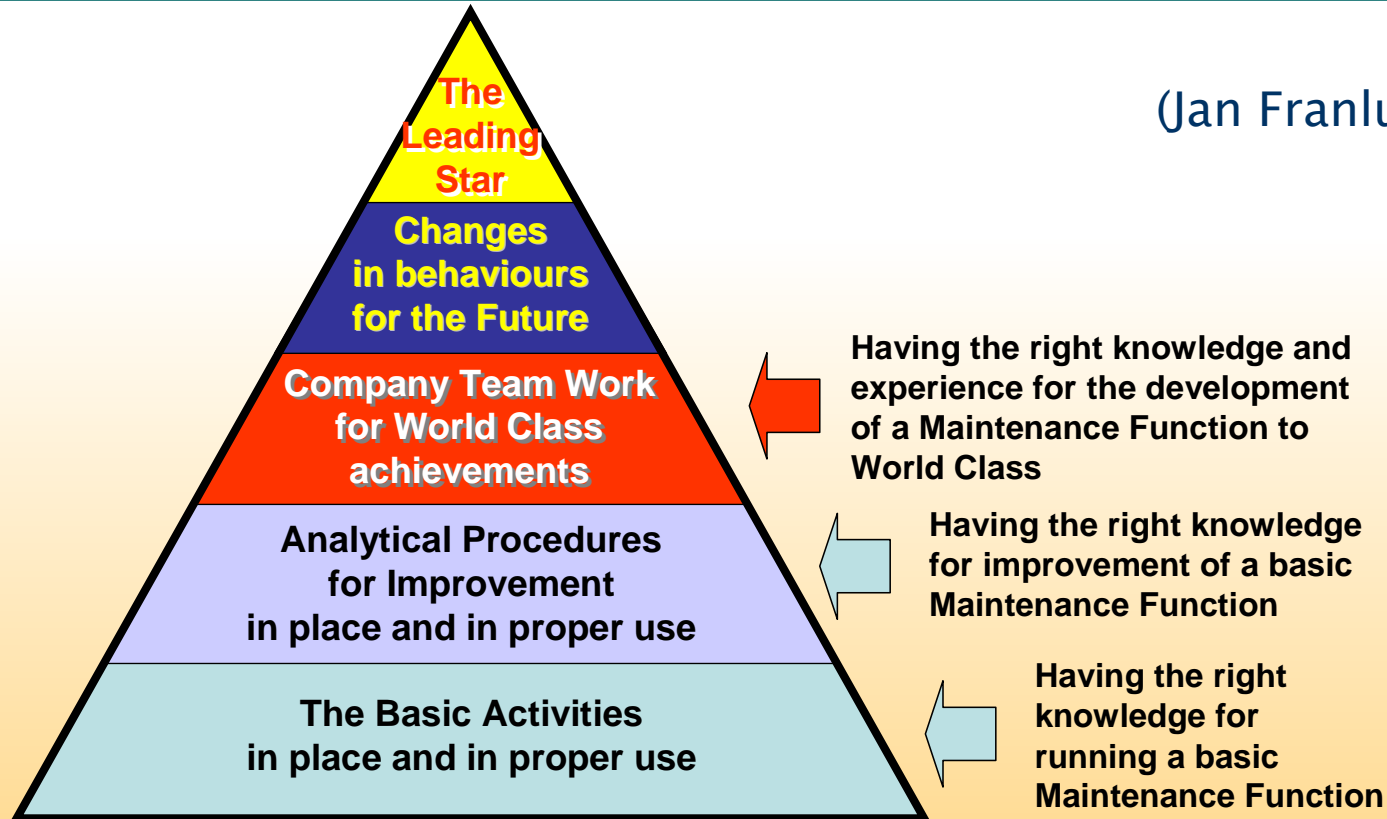 (Jan Franlu
The
Leading
Star
Changes
in behaviours
for the Future
Company Team Work
for World Class
achievements
Having the right knowledge and
experience for the development
of a Maintenance Function to
World Class
Analytical Procedures
for Improvement
in place and in proper use
Having the right knowledge
for improvement of a basic
Maintenance Function
The Basic Activities
in place and in proper use
Having the right
knowledge for
running a basic
Maintenance Function